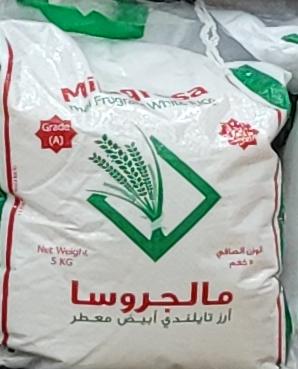 Thai Fragrant White Rice
Grade
(A)
Net Weight
5 KG
الوزن الصافي
٥ كغم
مالجروسا
أرز تايلندي أبيض معطر